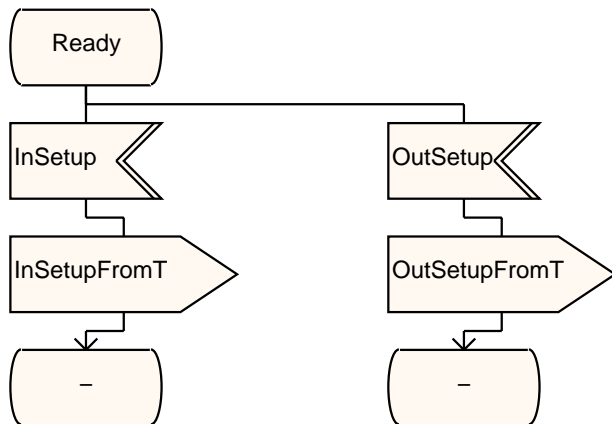 Ready
InSetup
OutSetup
InSetupFromT
OutSetupFromT
–
–